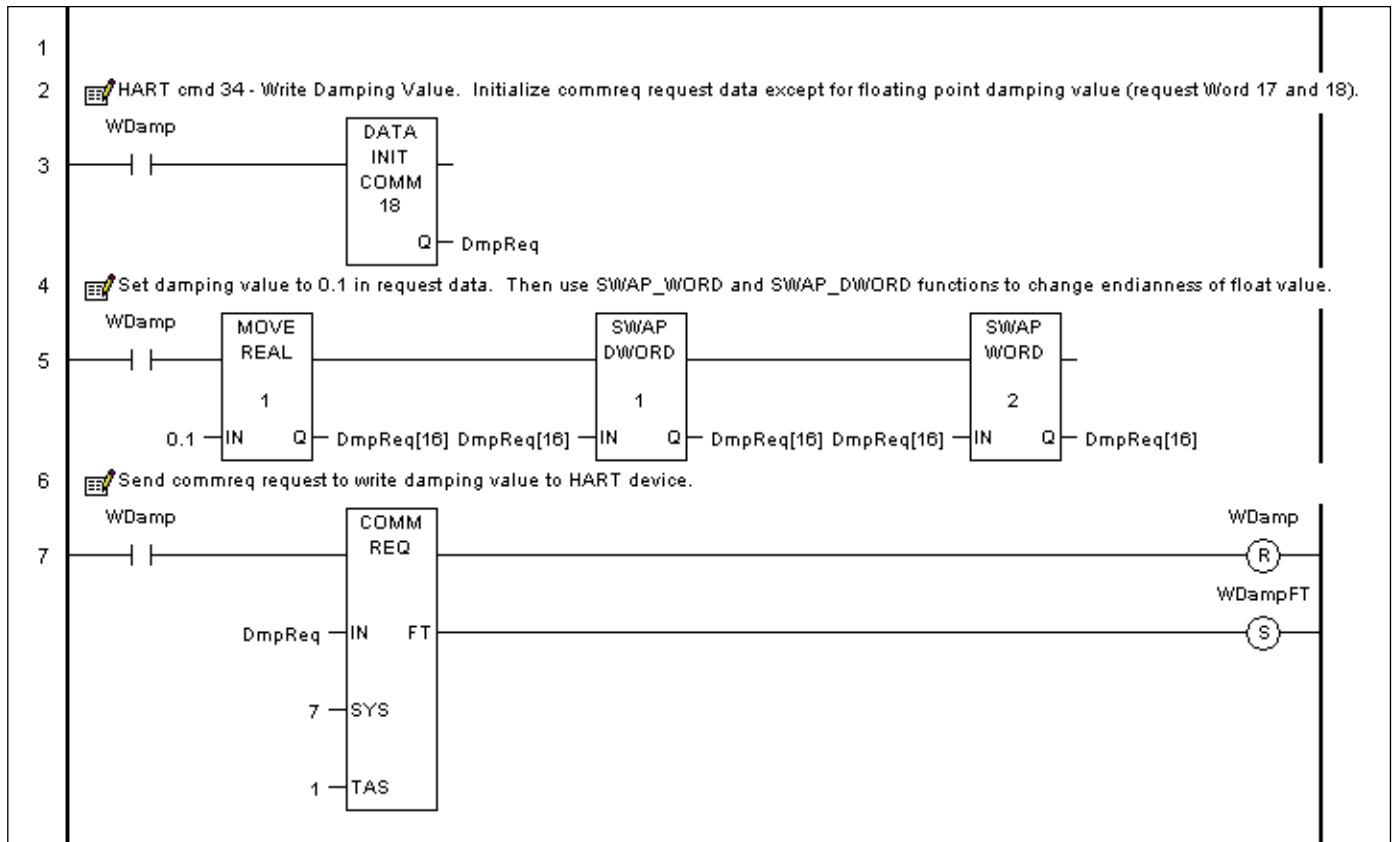 1
2 HART cmd 34 - Write Damping Value. Initialize commreq request data except for floating point damping value (request Word 17 and 18).
WDamp
DATA
INIT
3
COMM
18
Q DmpReq
4 Set damping value to 0.1 in request data. Then use SWAP_WORD and SWAP_DWORD functions to change endianness of float value.
WDamp MOVE SWAP SWAP
5 REAL DWORD WORD
1 1 2
0.1 IN Q DmpReq[16] DmpReq[16] IN Q DmpReq[16] DmpReq[16] IN Q DmpReq[16]
6 Send commreq request to write damping value to HART device.
WDamp COMM WDamp
7 REQ R
WDampFT
DmpReq IN FT S
7 SYS
1 TAS